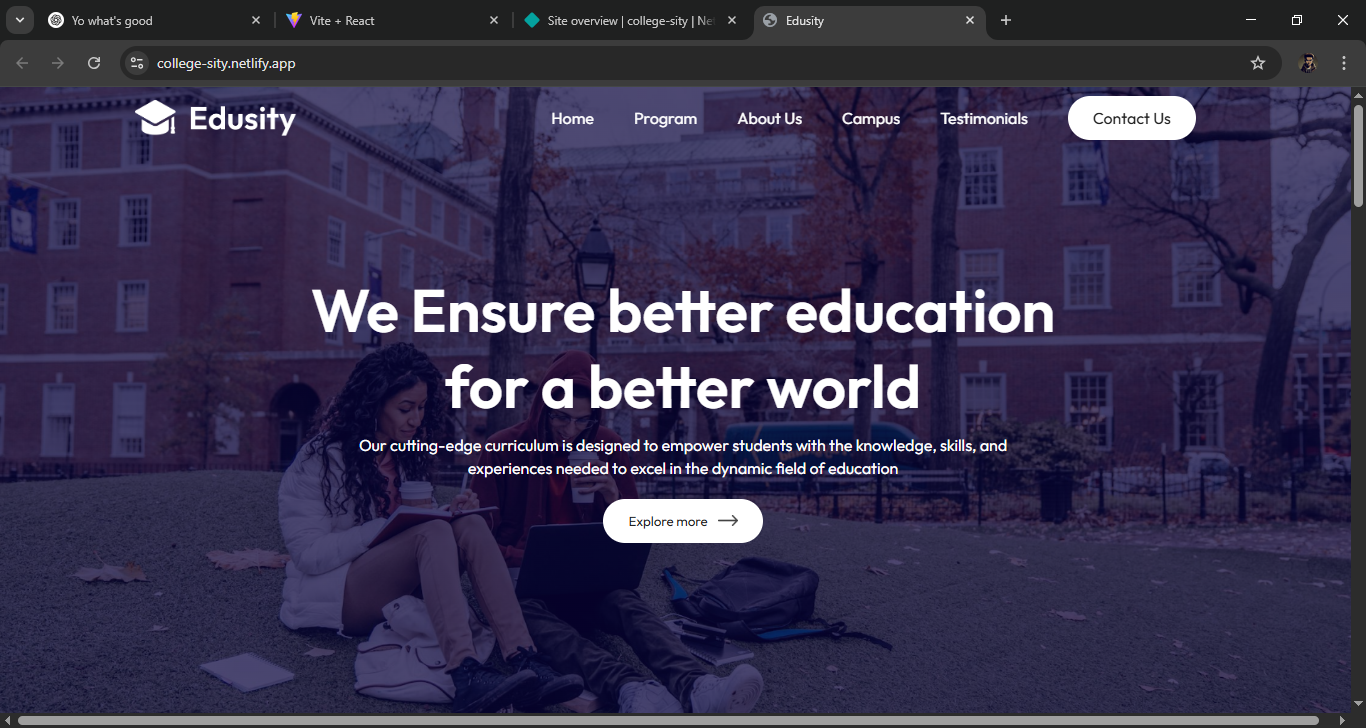 Yo what's good
Vite + React
Site overview | college-sity | Net
Edusity
college-sity.netlify.app
Edusity
Home
Program
About Us
Campus
Testimonials
Contact Us
We Ensure better education
for a better world
Our cutting-edge curriculum is designed to empower students with the knowledge, skills, and
experiences needed to excel in the dynamic field of education
Explore more